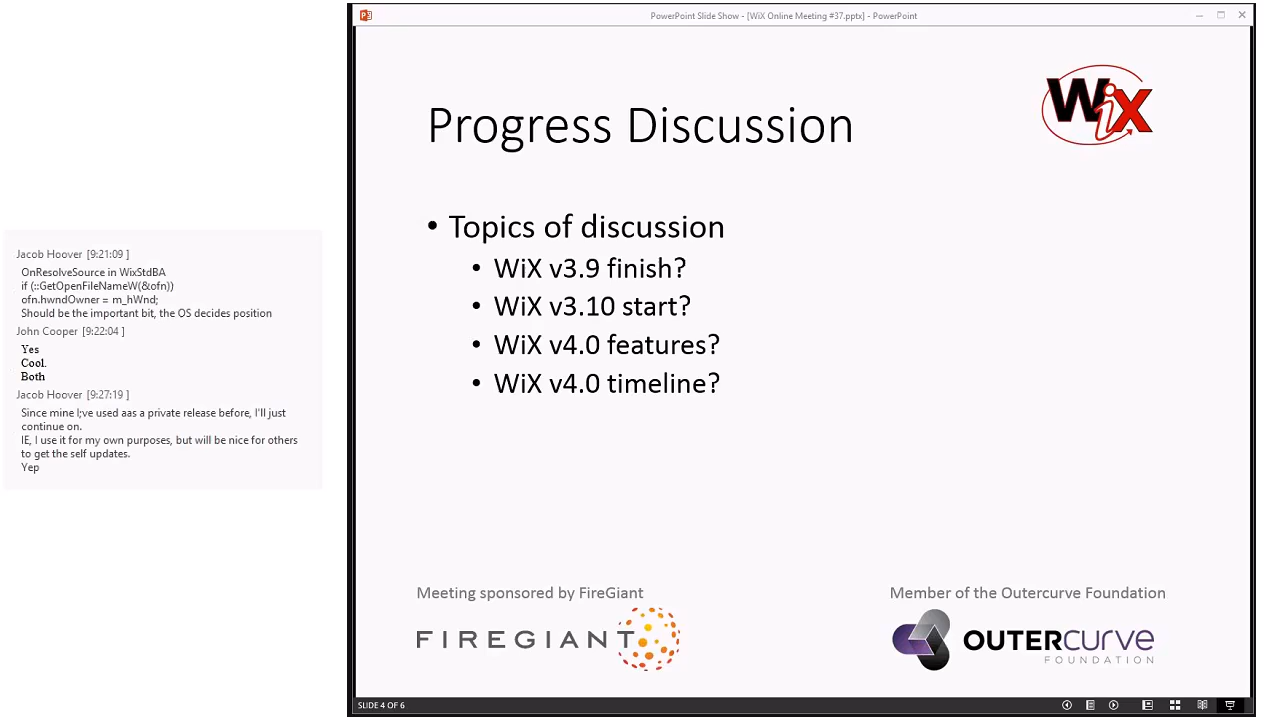 Jacob Hoover [9:21:09 ]
OnResolveSource in WixStdBA
if (::GetOpenFileNameW(&ofn))
ofn.hwndOwner = m_hWnd;
Should be the important bit, the OS decides position
John Cooper [9:22:04 ]
Yes
Cool.
Both
Jacob Hoover [9:27:19 ]
Since mine I;ve used aas a private release before, I'll just
continue on.
IE, I use it for my own purposes, but will be nice for others
to get the self updates.
Yep
PowerPoint Slide Show - [WiX Online Meeting #37.pptx] - PowerPoint
WiX
Progress Discussion
• Topics of discussion
• WiX v3.9 finish?
• WiX v3.10 start?
• WiX v4.0 features?
• WiX v4.0 timeline?
Meeting sponsored by FireGiant
FIREGIANT
Member of the Outercurve Foundation
OUTERCURVE
FOUNDATION
SLIDE 4 OF 6